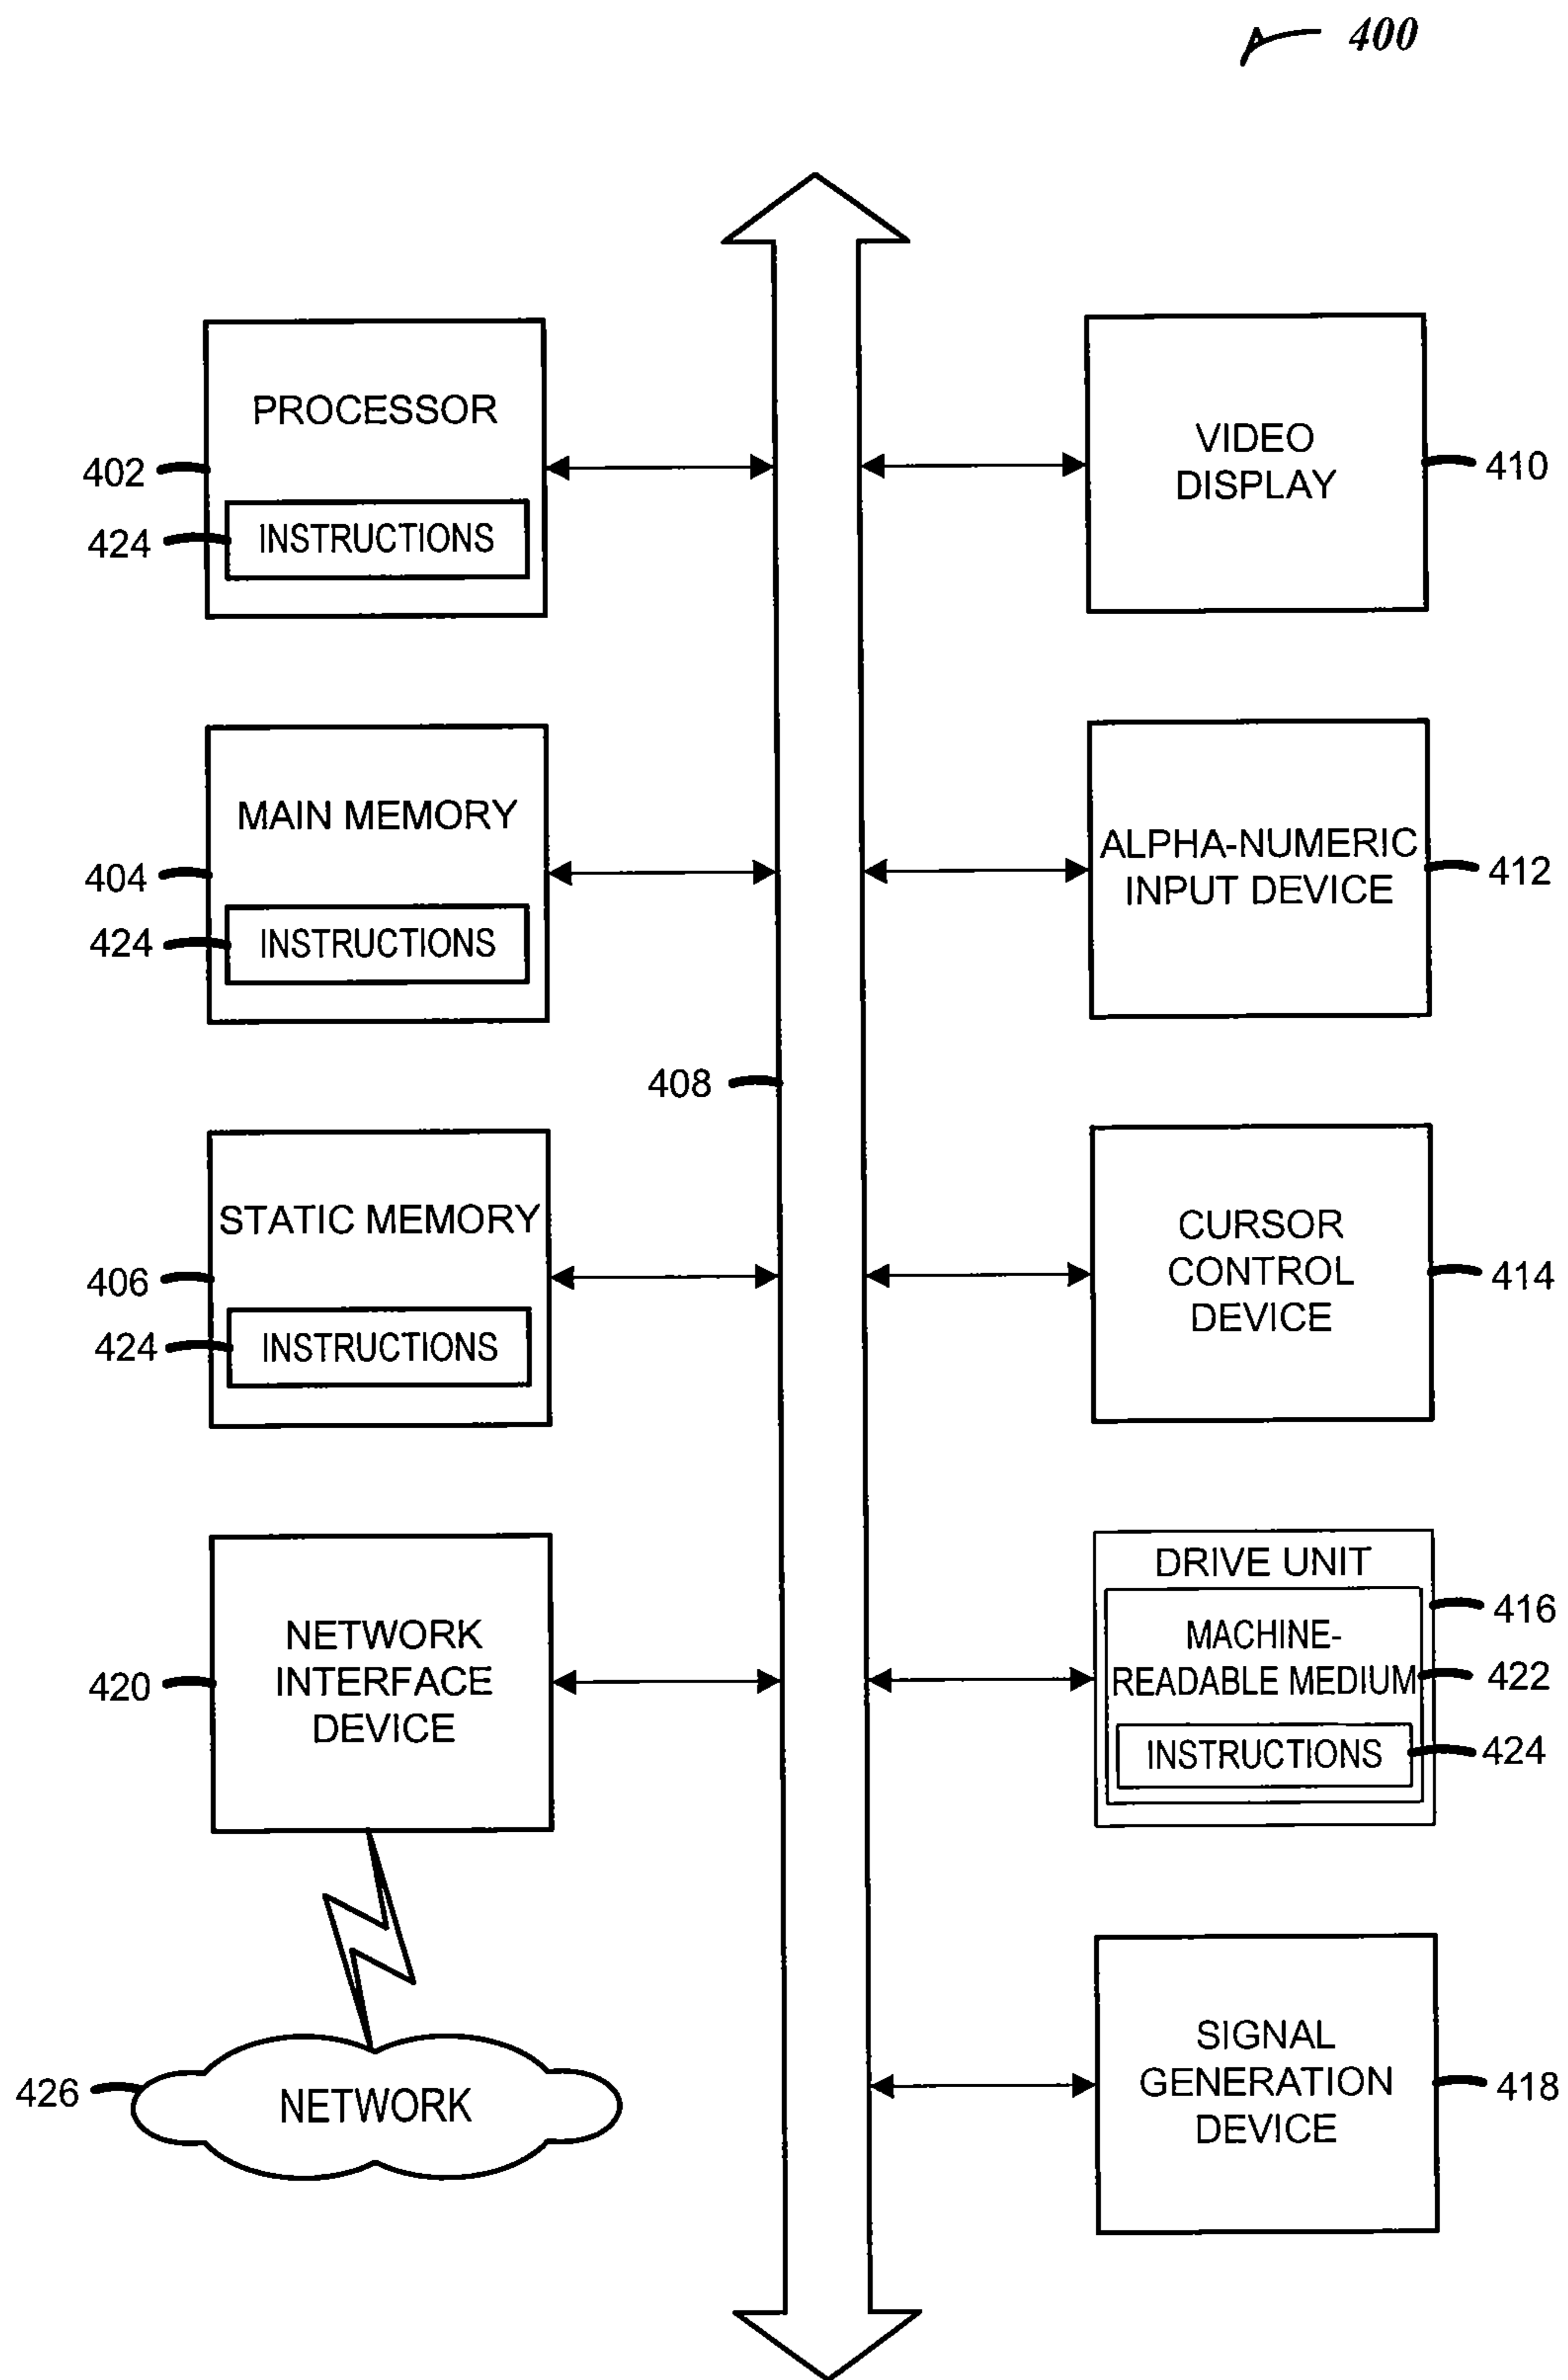 400
PROCESSOR
402
424
INSTRUCTIONS
VIDEO
DISPLAY
410
MAIN MEMORY
404
424
INSTRUCTIONS
ALPHA-NUMERIC
INPUT DEVICE
412
408
STATIC MEMORY
406
424
INSTRUCTIONS
CURSOR
CONTROL
DEVICE
414
NETWORK
INTERFACE
DEVICE
420
DRIVE UNIT
416
MACHINE-
READABLE MEDIUM
422
INSTRUCTIONS
424
426
NETWORK
SIGNAL
GENERATION
DEVICE
418